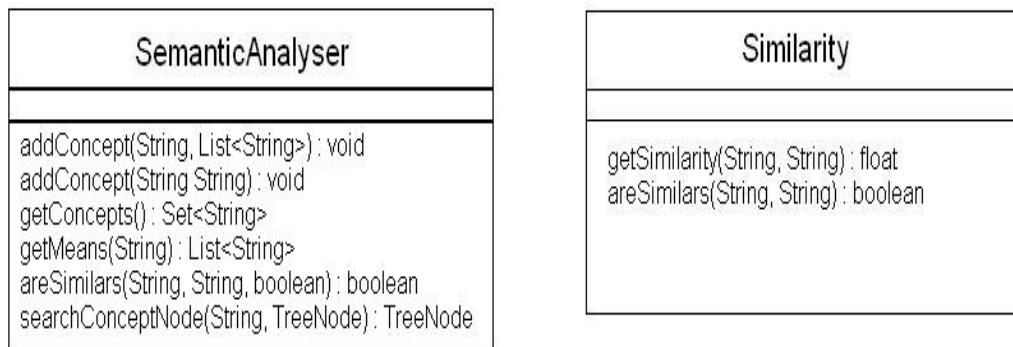 SemanticAnalyser
addConcept(String, List<String>) : void
addConcept(String String) : void
getConcepts() : Set<String>
getMeans(String) : List<String>
areSimilars(String, String, boolean) : boolean
searchConceptNode(String, TreeNode) : TreeNode
Similarity
getSimilarity(String, String) : float
areSimilars(String, String) : boolean